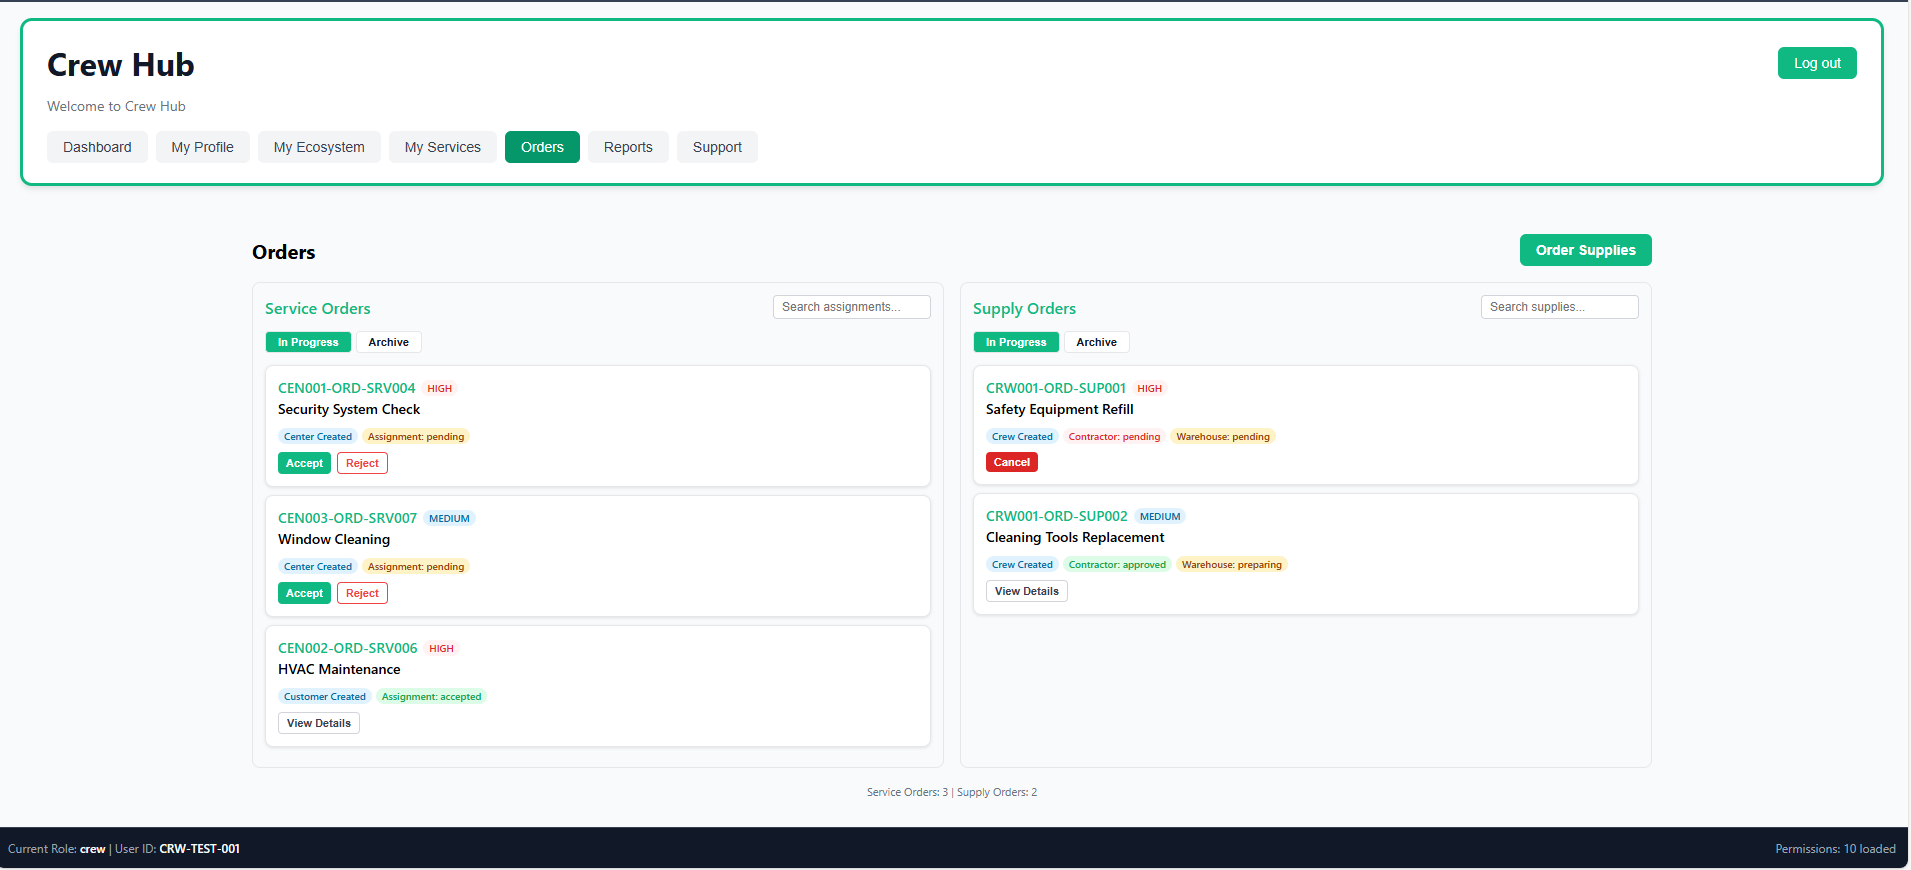 Crew Hub
Log out
Welcome to Crew Hub
Dashboard My Profile My Ecosystem My Services Orders Reports Support
Orders
Order Supplies
Service Orders
Search assignments...
In Progress Archive
CEN001-ORD-SRV004 HIGH
Security System Check
Center Created Assignment: pending
Accept Reject
CEN003-ORD-SRV007 MEDIUM
Window Cleaning
Center Created Assignment: pending
Accept Reject
CEN002-ORD-SRV006 HIGH
HVAC Maintenance
Customer Created Assignment: accepted
View Details
Supply Orders
Search supplies...
In Progress Archive
CRW001-ORD-SUP001 HIGH
Safety Equipment Refill
Crew Created Contractor: pending Warehouse: pending
Cancel
CRW001-ORD-SUP002 MEDIUM
Cleaning Tools Replacement
Crew Created Contractor: approved Warehouse: preparing
View Details
Service Orders: 3 | Supply Orders: 2
Current Role: crew | User ID: CRW-TEST-001
Permissions: 10 loaded